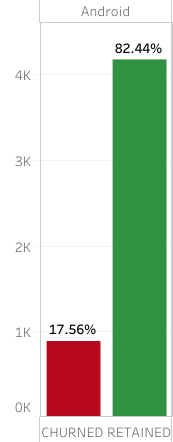 Android
82.44%
4K
3K
2K
17.56%
1K
0K
CHURNED RETAINED